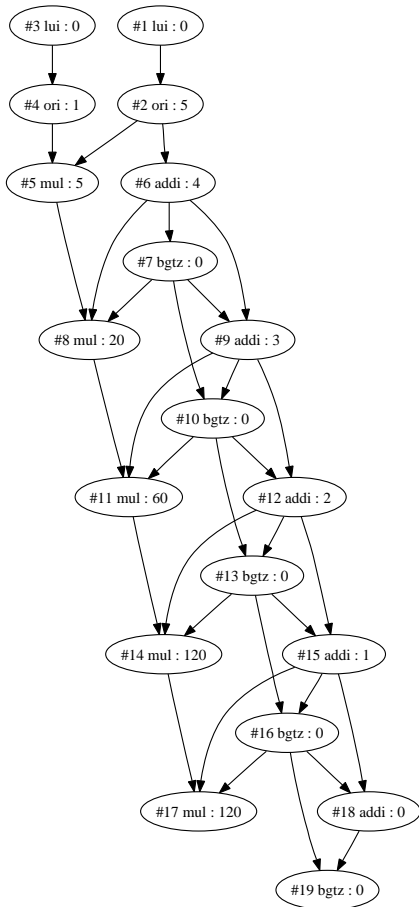 #3 lui : 0
#1 lui : 0
#4 ori : 1
#2 ori : 5
#5 mul : 5
#6 addi : 4
#7 bgtz : 0
#8 mul : 20
#9 addi : 3
#10 bgtz : 0
#11 mul : 60
#12 addi : 2
#13 bgtz : 0
#14 mul : 120
#15 addi : 1
#16 bgtz : 0
#17 mul : 120
#18 addi : 0
#19 bgtz : 0